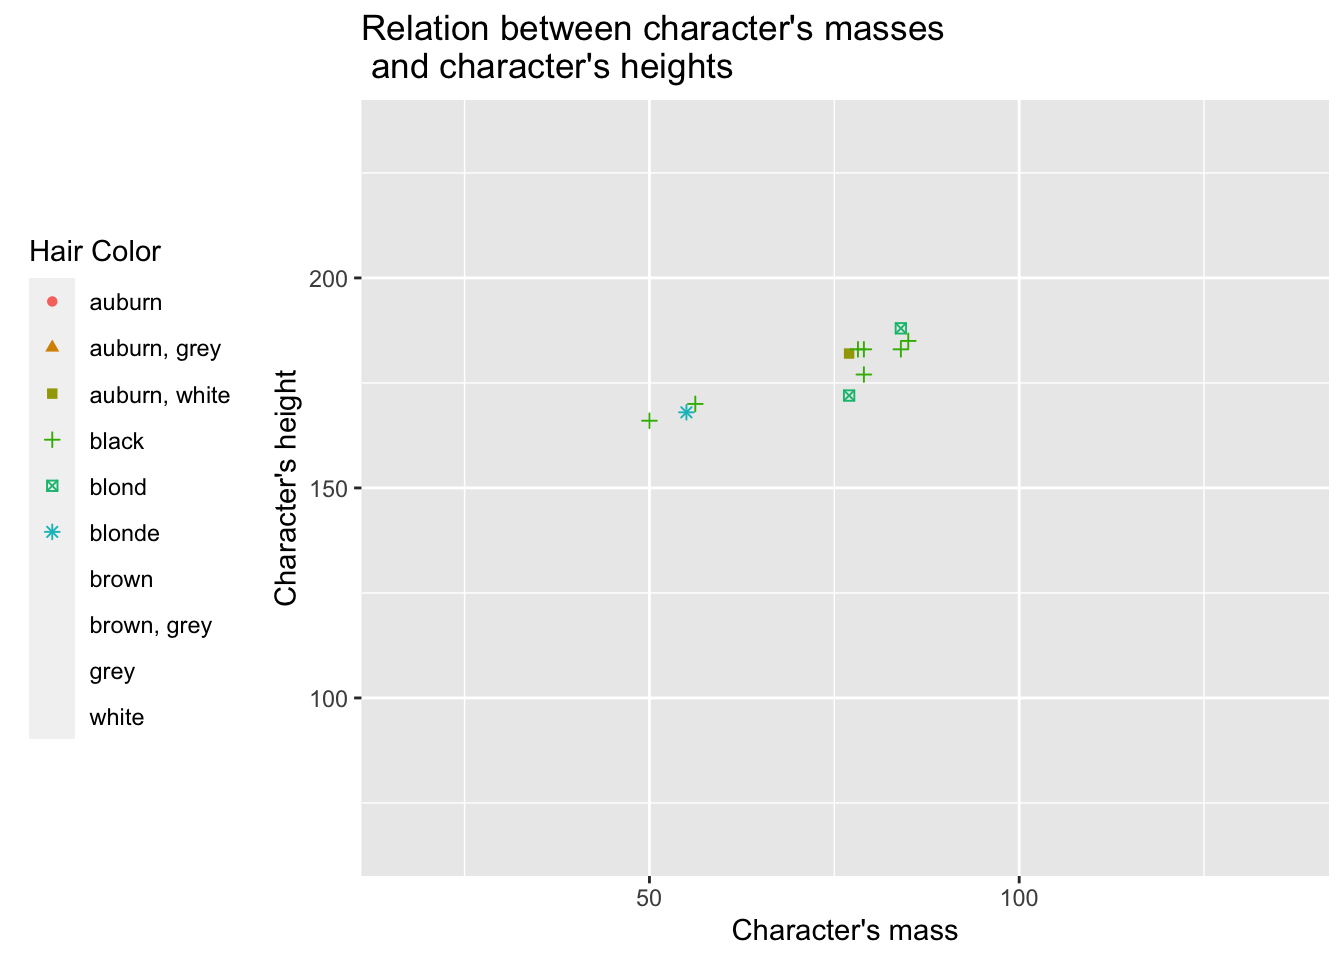 Relation between character's masses
and character's heights
Hair Color
auburn
auburn, grey
auburn, white
black
blond
blonde
brown
brown, grey
grey
white
Character's height
200
150
100
50
100
Character's mass